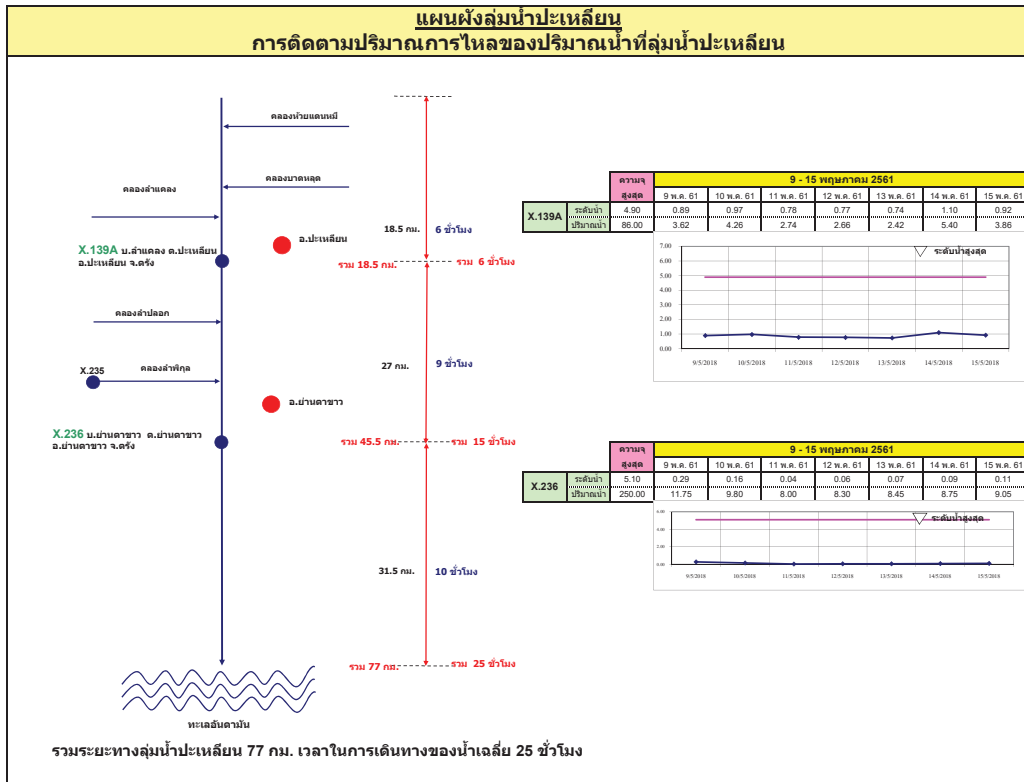 แผนผังลุ่มน้ำปะเหลียน
การติดตามปริมาณการไหลของปริมาณน้ำที่ลุ่มน้ำปะเหลียน
คลองห้วยแดนหมี
คลองบาดหลุด
คลองลำแคลง
18.5 กม. 6 ชั่วโมง
อ.ปะเหลียน
X.139A บ.ลำแคลง ต.ปะเหลียน
อ.ปะเหลียน จ.ตรัง
รวม 18.5 กม. รวม 6 ชั่วโมง
คลองลำปลอก
27 กม. 9 ชั่วโมง
X.235 คลองลำพิกุล
อ.ย่านตาขาว
X.236 บ.ย่านตาขาว ต.ย่านตาขาว
อ.ย่านตาขาว จ.ตรัง
รวม 45.5 กม. รวม 15 ชั่วโมง
31.5 กม. 10 ชั่วโมง
รวม 77 กม. รวม 25 ชั่วโมง
ทะเลอันดามัน
รวมระยะทางลุ่มน้ำปะเหลียน 77 กม. เวลาในการเดินทางของน้ำเฉลี่ย 25 ชั่วโมง
ความจุ 9 - 15 พฤษภาคม 2561
สูงสุด 9 พ.ค. 61 10 พ.ค. 61 11 พ.ค. 61 12 พ.ค. 61 13 พ.ค. 61 14 พ.ค. 61 15 พ.ค. 61
X.139A ระดับน้ำ 4.90 0.89 0.97 0.78 0.77 0.74 1.10 0.92
ปริมาณน้ำ 86.00 3.62 4.26 2.74 2.66 2.42 5.40 3.86
ระดับน้ำสูงสุด
7.00
6.00
5.00
4.00
3.00
2.00
1.00
0.00
9/5/2018 10/5/2018 11/5/2018 12/5/2018 13/5/2018 14/5/2018 15/5/2018
ความจุ 9 - 15 พฤษภาคม 2561
สูงสุด 9 พ.ค. 61 10 พ.ค. 61 11 พ.ค. 61 12 พ.ค. 61 13 พ.ค. 61 14 พ.ค. 61 15 พ.ค. 61
X.236 ระดับน้ำ 5.10 0.29 0.16 0.04 0.06 0.07 0.09 0.11
ปริมาณน้ำ 250.00 11.75 9.80 8.00 8.30 8.45 8.75 9.05
ระดับน้ำสูงสุด
6.00
4.00
2.00
0.00
9/5/2018 10/5/2018 11/5/2018 12/5/2018 13/5/2018 14/5/2018 15/5/2018